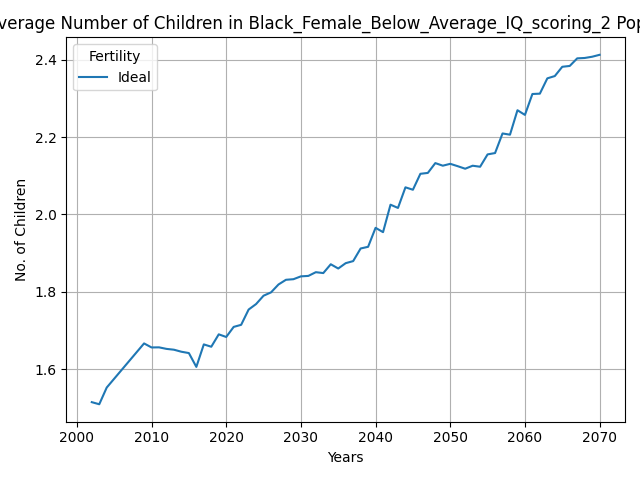 verage Number of Children in Black_Female_Below_Average_IQ_scoring_2 Pop
Fertility
Ideal
No. of Children
2.4
2.2
2.0
1.8
1.6
2000 2010 2020 2030 2040 2050 2060 2070
Years